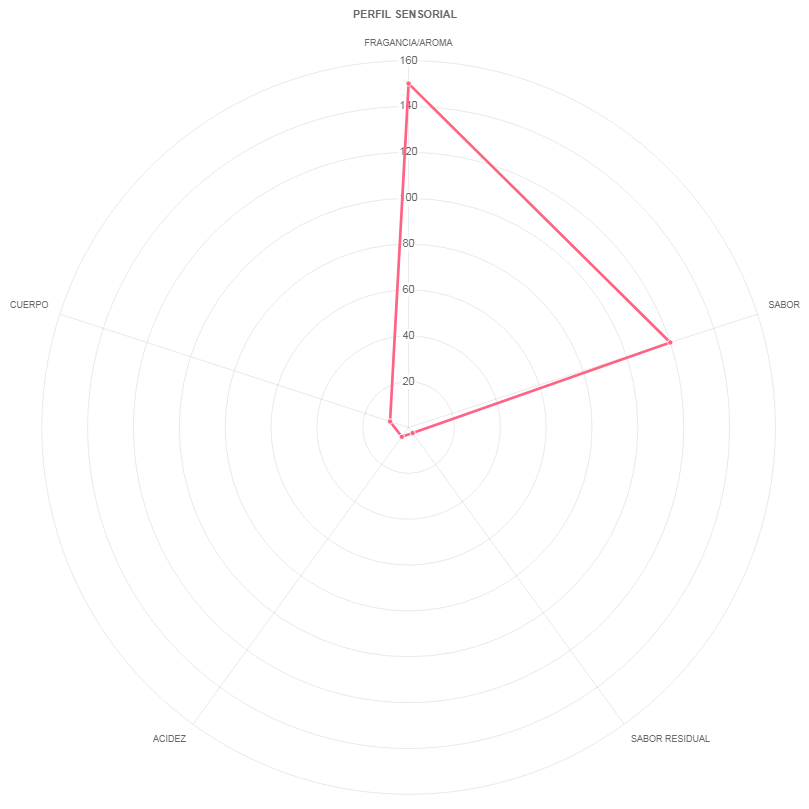 PERFIL SENSORIAL
FRAGANCIA/AROMA
160
140
120
100
80
60
40
20
CUERPO
SABOR
ACIDEZ
SABOR RESIDUAL